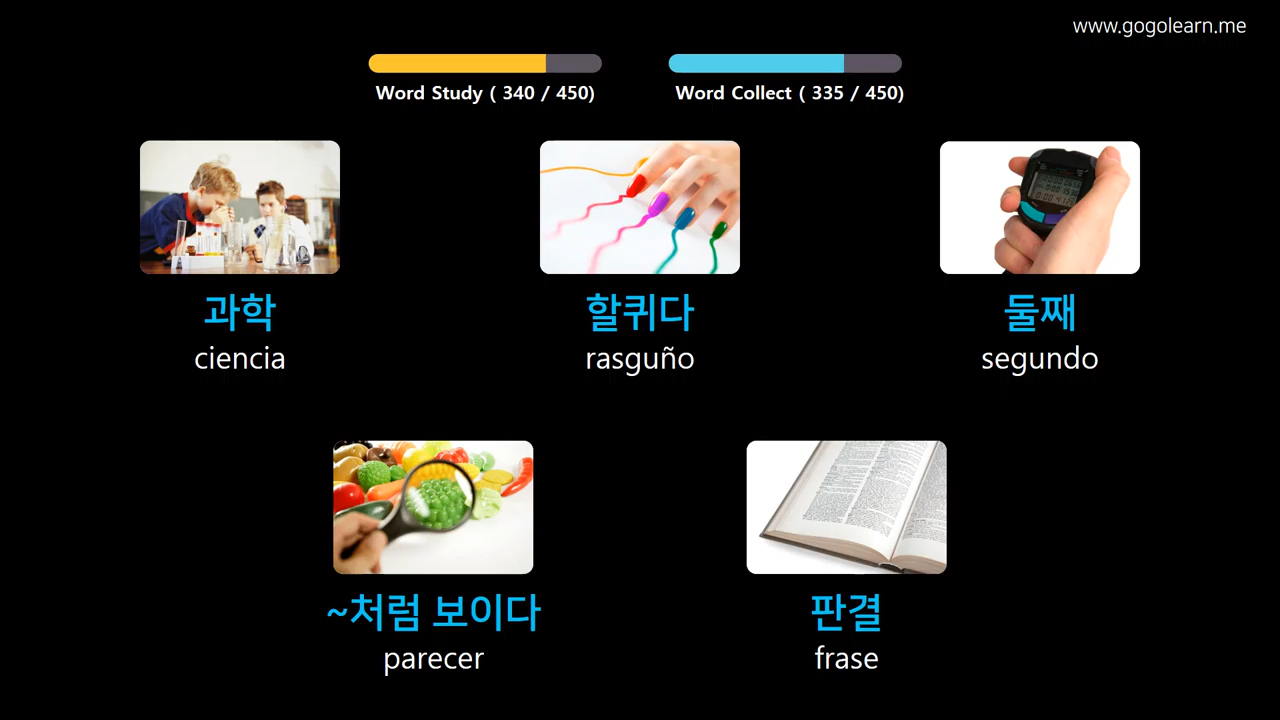 www.gogolearn.me
Word Study ( 340 / 450)
Word Collect ( 335 / 450)
과학
ciencia
할퀴다
rasguño
둘째
segundo
~처럼 보이다
parecer
판결
frase